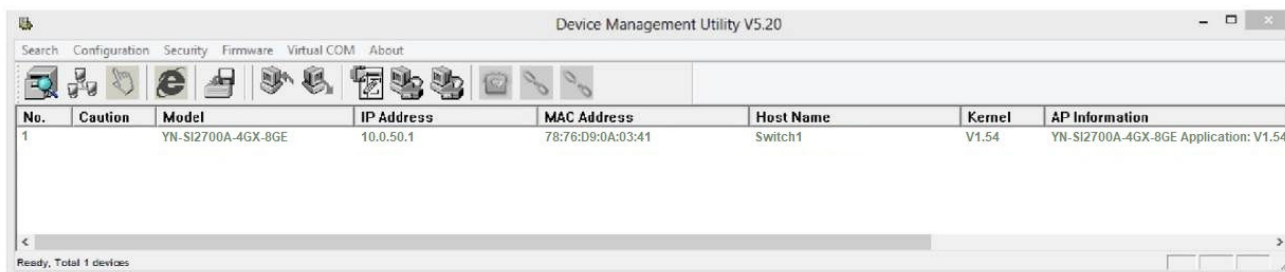 Device Management Utility V5.20
Search Configuration Security Firmware Virtual COM About
No. Caution Model IP Address MAC Address Host Name Kernel AP Information
1 YN-SI2700A-4GX-8GE 10.0.50.1 78:76:D9:0A:03:41 Switch1 V1.54 YN-SI2700A-4GX-8GE Application: V1.54
Ready, Total 1 devices